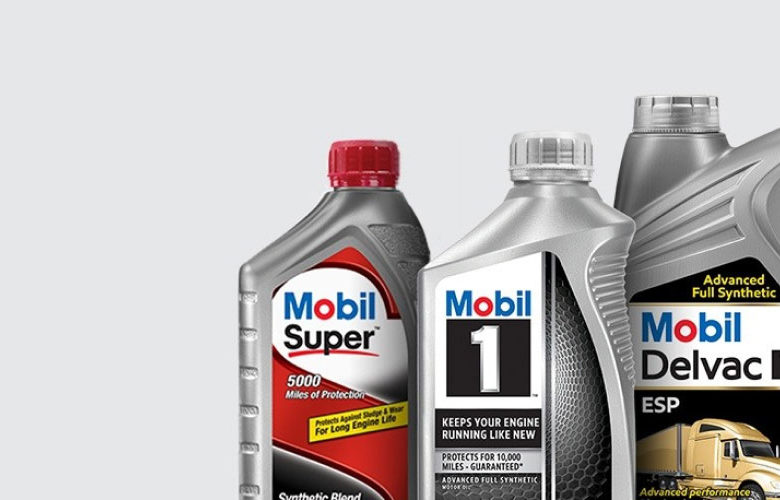 Mobil
Super™
5000
Miles of Protection
Protects Against Sludge & Wear
For Long Engine Life
Synthetic Blend
Mobil
1™
KEEPS YOUR ENGINE
RUNNING LIKE NEW
PROTECTS FOR 10,000
MILES - GUARANTEED*
ADVANCED FULL SYNTHETIC
MOTOR OIL
Advanced
Full Synthetic
Mobil
Delvac
ESP
Advanced performance